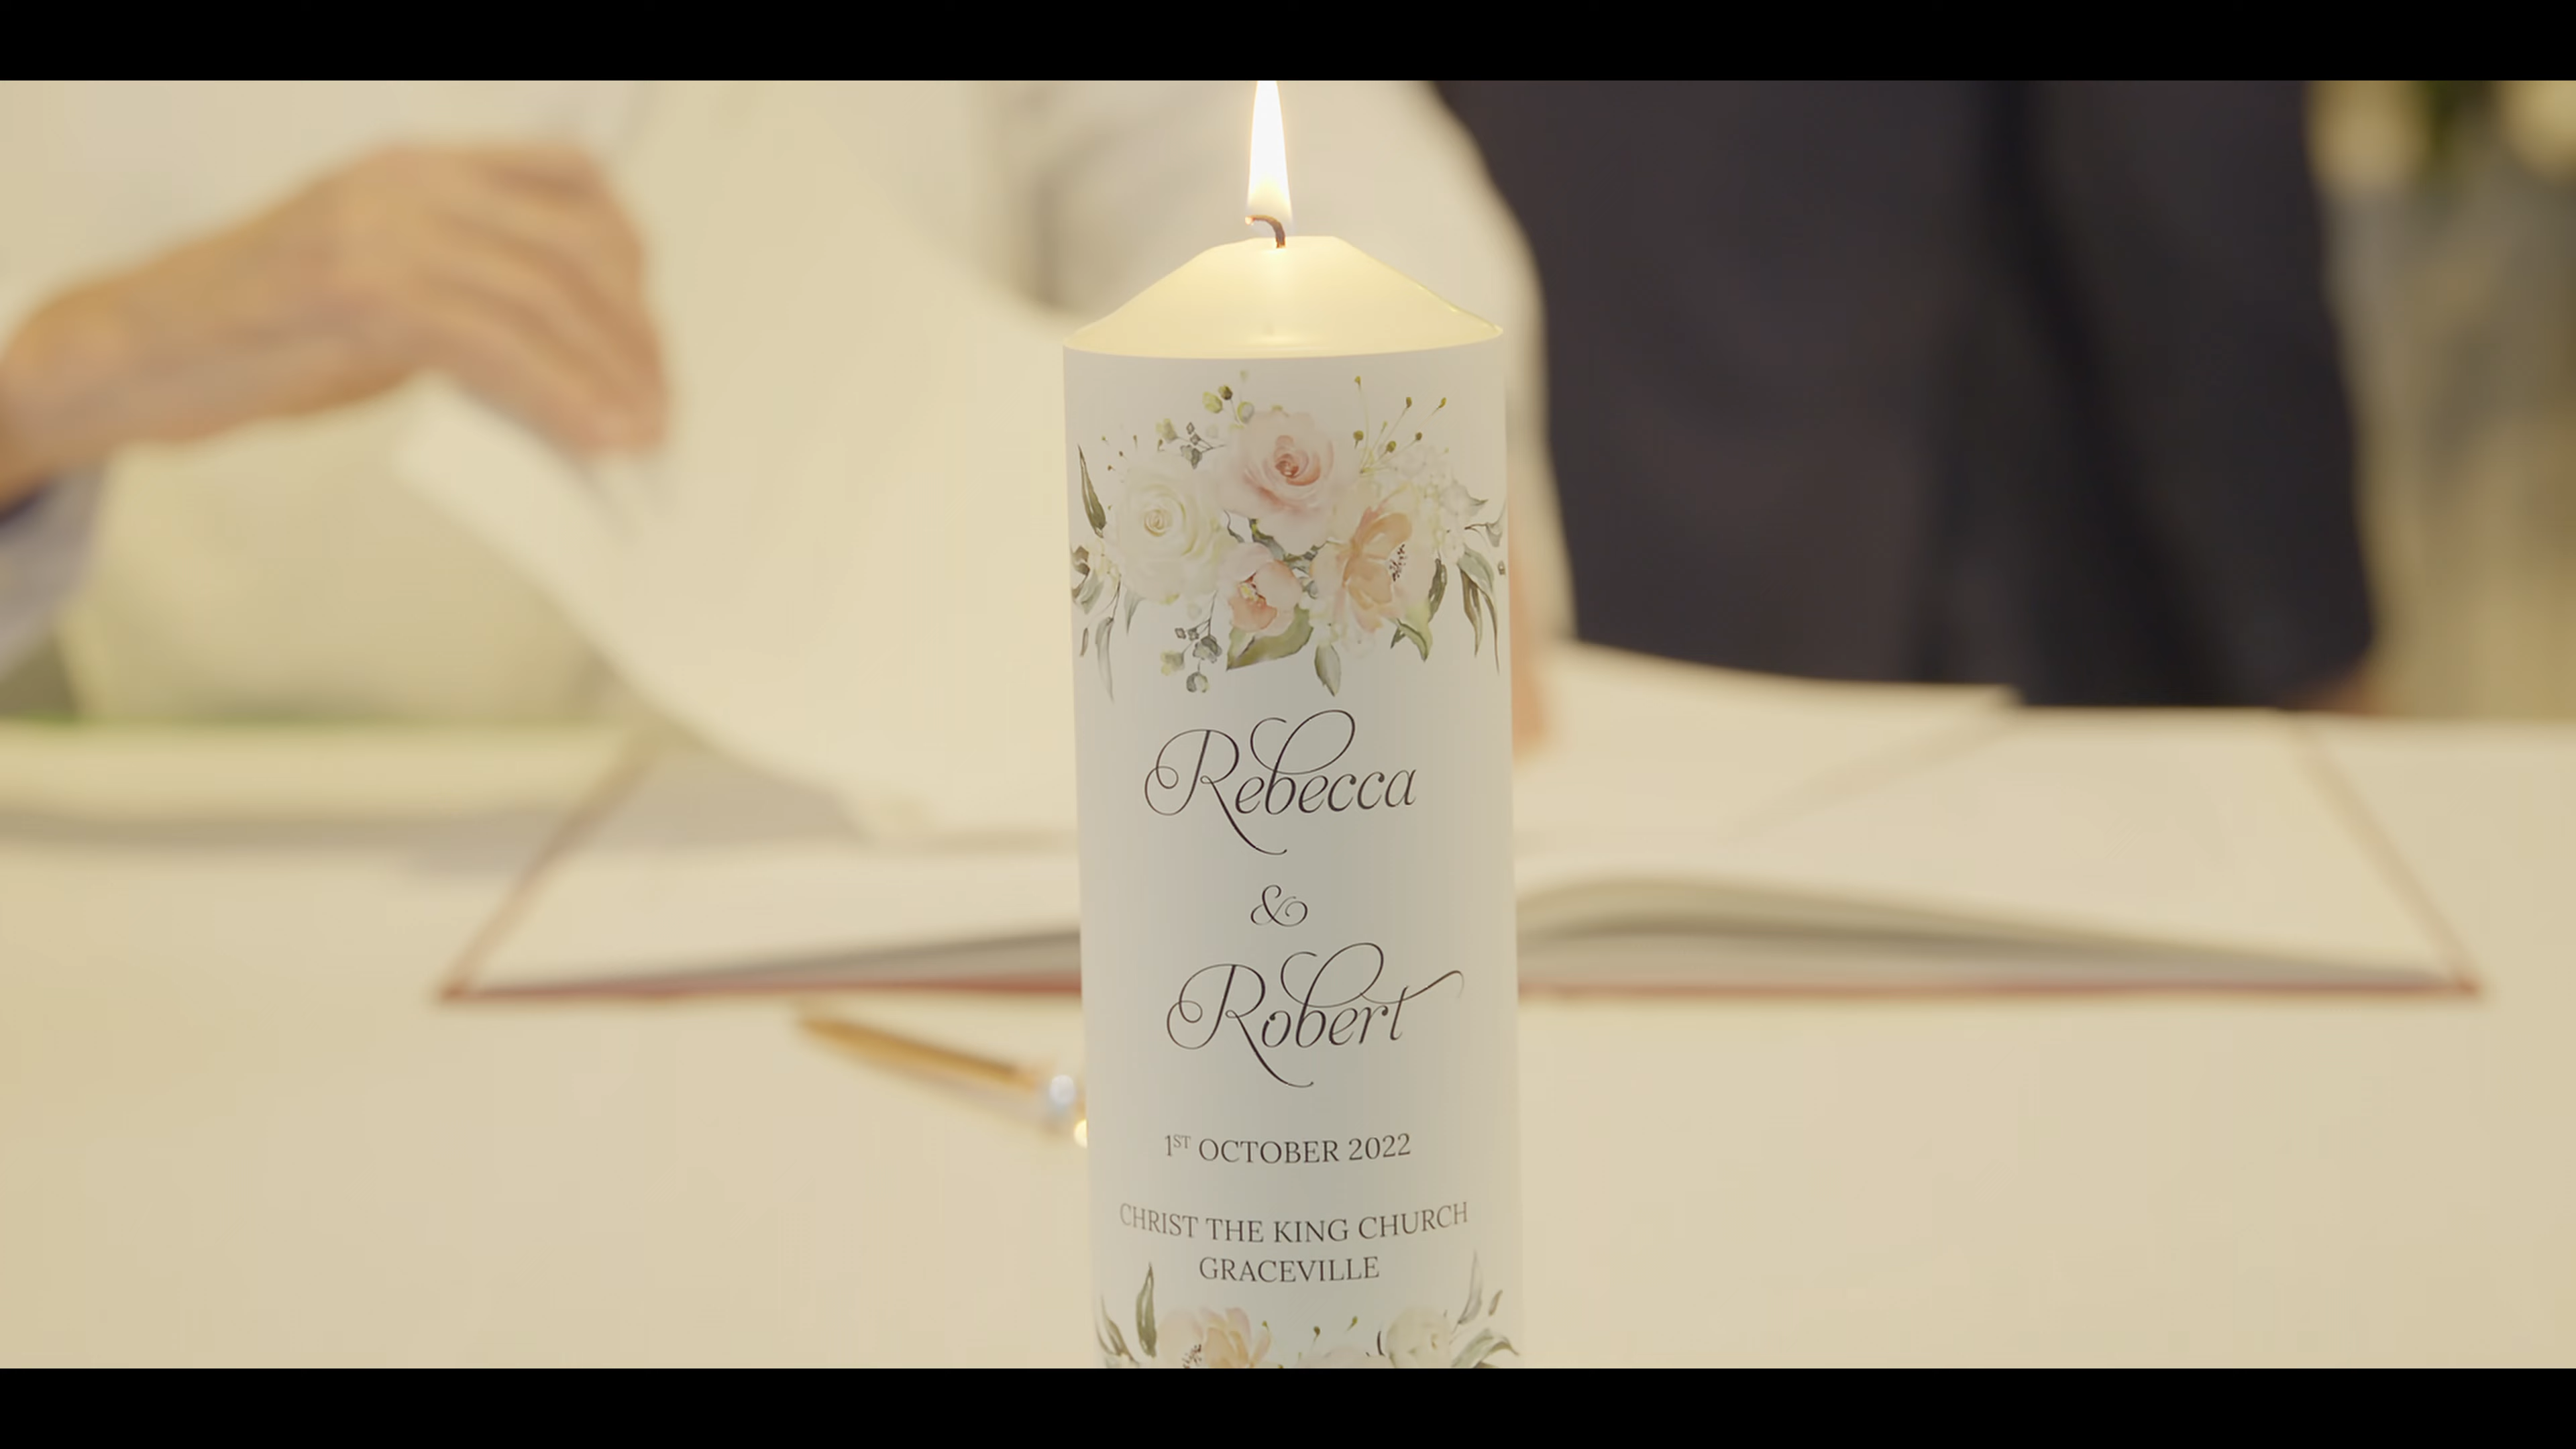 Rebecca
&
Robert
1ST OCTOBER 2022
CHRIST THE KING CHURCH
GRACEVILLE